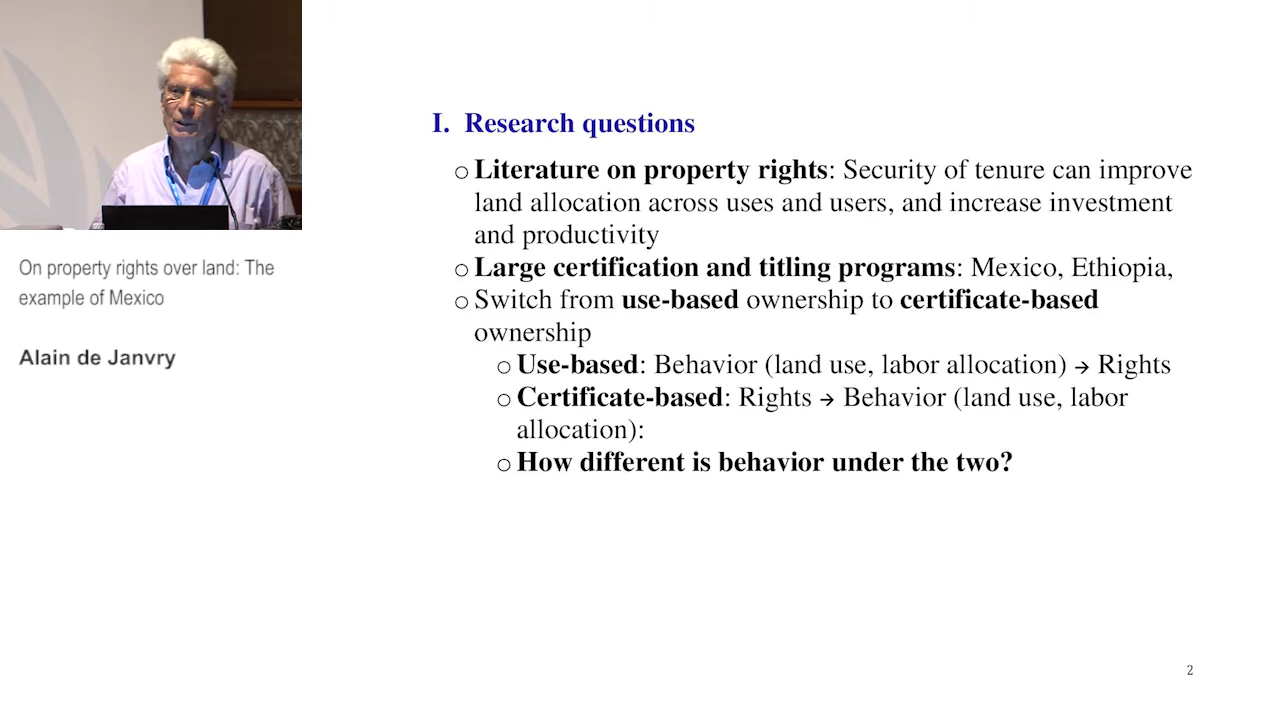 On property rights over land: The
example of Mexico
Alain de Janvry
I. Research questions
○ Literature on property rights: Security of tenure can improve
land allocation across uses and users, and increase investment
and productivity
○ Large certification and titling programs: Mexico, Ethiopia,
○ Switch from use-based ownership to certificate-based
ownership
○ Use-based: Behavior (land use, labor allocation) → Rights
○ Certificate-based: Rights → Behavior (land use, labor
allocation):
○ How different is behavior under the two?
2